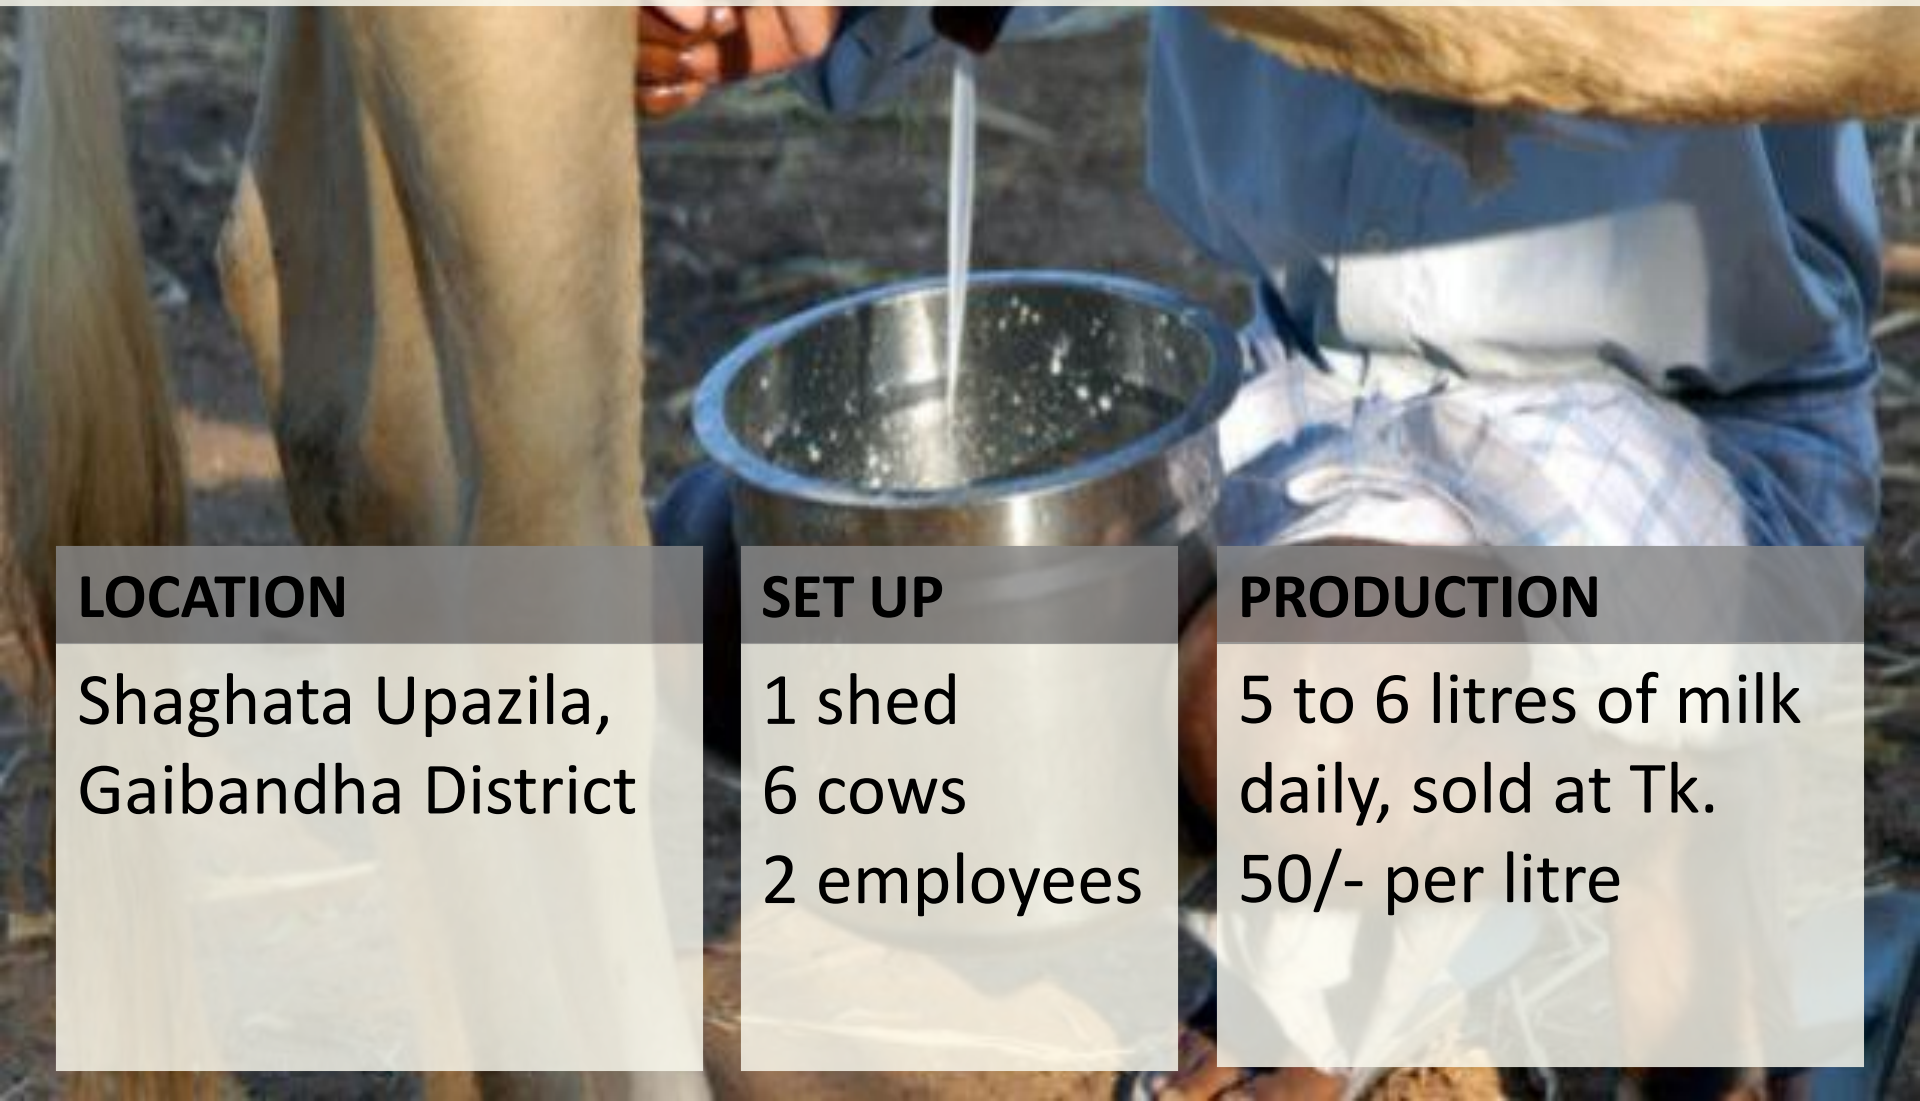 LOCATION
Shaghata Upazila,
Gaibandha District
SET UP
1 shed
6 cows
2 employees
PRODUCTION
5 to 6 litres of milk
daily, sold at Tk.
50/- per litre